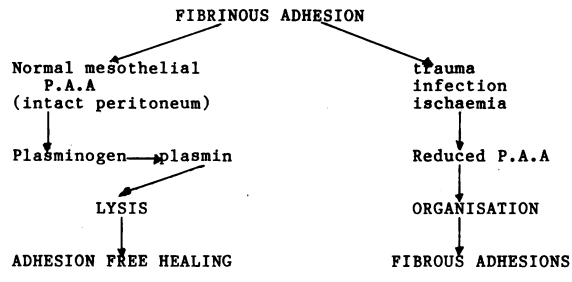 FIBRINOUS ADHESION
Normal mesothelial
P.A.A
(intact peritoneum)
trauma
infection
ischaemia
Plasminogen plasmin
Reduced P.A.A
LYSIS
ORGANISATION
ADHESION FREE HEALING
FIBROUS ADHESIONS